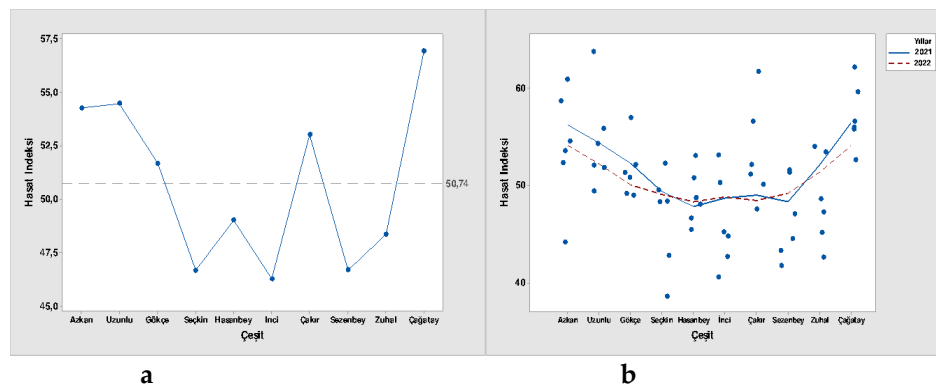 57,5
55,0
52,5
50,0
47,5
45,0
Hasat Indeksi
50,74
Azkan Uzunlu Gökçe Seçkin Hasanbey İnci Çakır Sezenbey Zuhal Çağatay
Çeşit
a
60
50
40
Hasat Indeksi
Yıllar
2021
2022
Azkan Uzunlu Gökçe Seçkin Hasanbey İnci Çakır Sezenbey Zuhal Çağatay
Çeşit
b